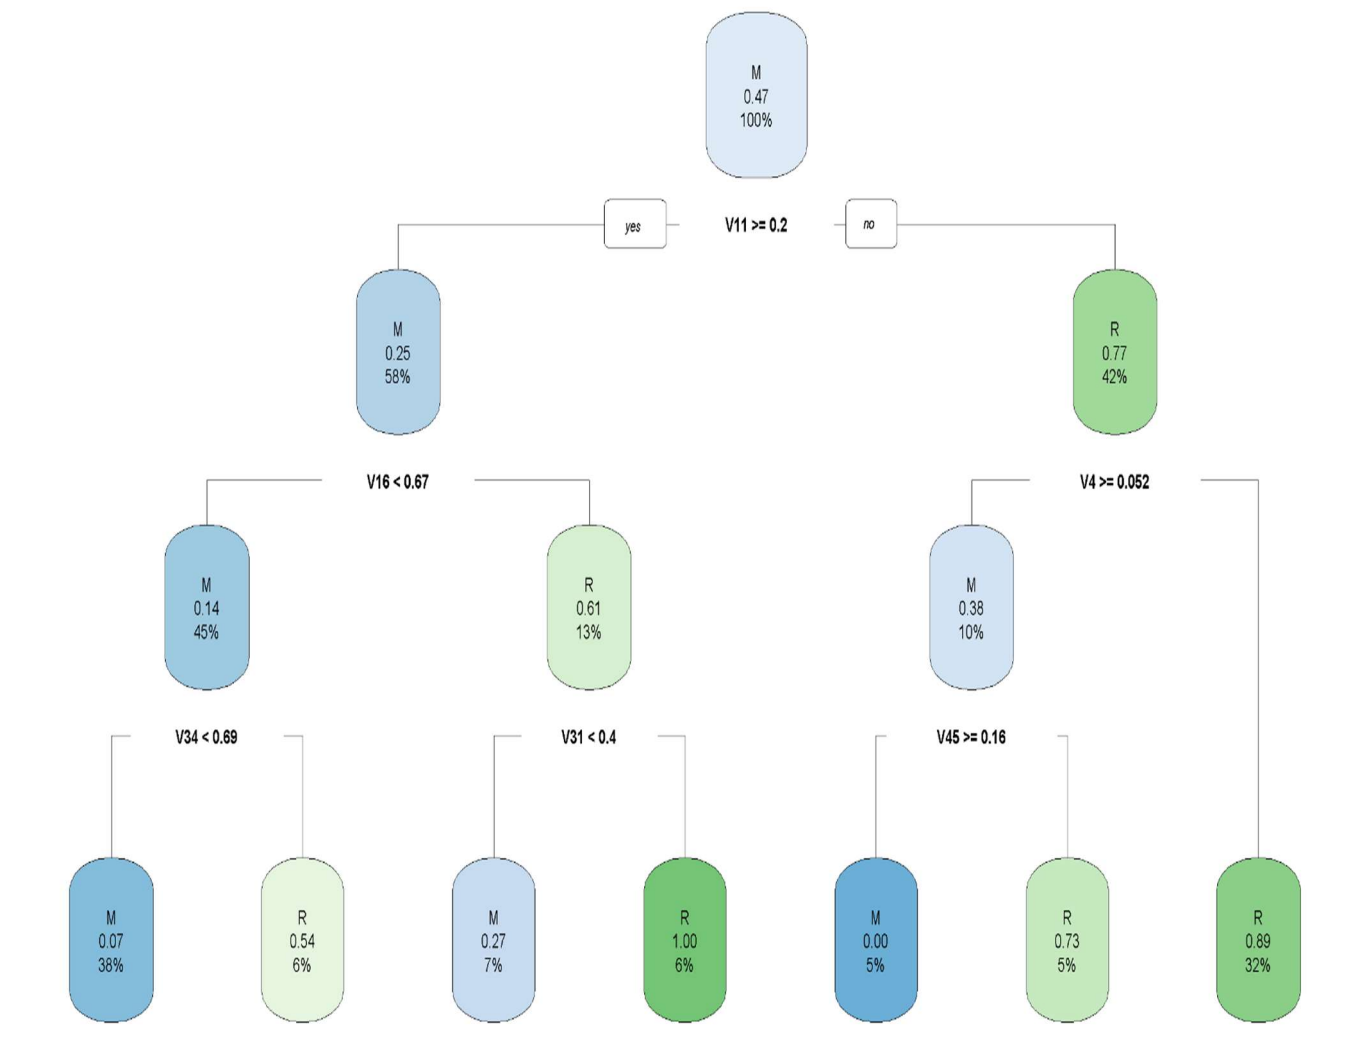 M
0.47
100%
yes
V11 >= 0.2
no
M
0.25
58%
R
0.77
42%
V16 < 0.67
V4 >= 0.052
M
0.14
45%
R
0.61
13%
M
0.38
10%
V34 < 0.69
V31 < 0.4
V45 >= 0.16
M
0.07
38%
R
0.54
6%
M
0.27
7%
R
1.00
6%
M
0.00
5%
R
0.73
5%
R
0.89
32%